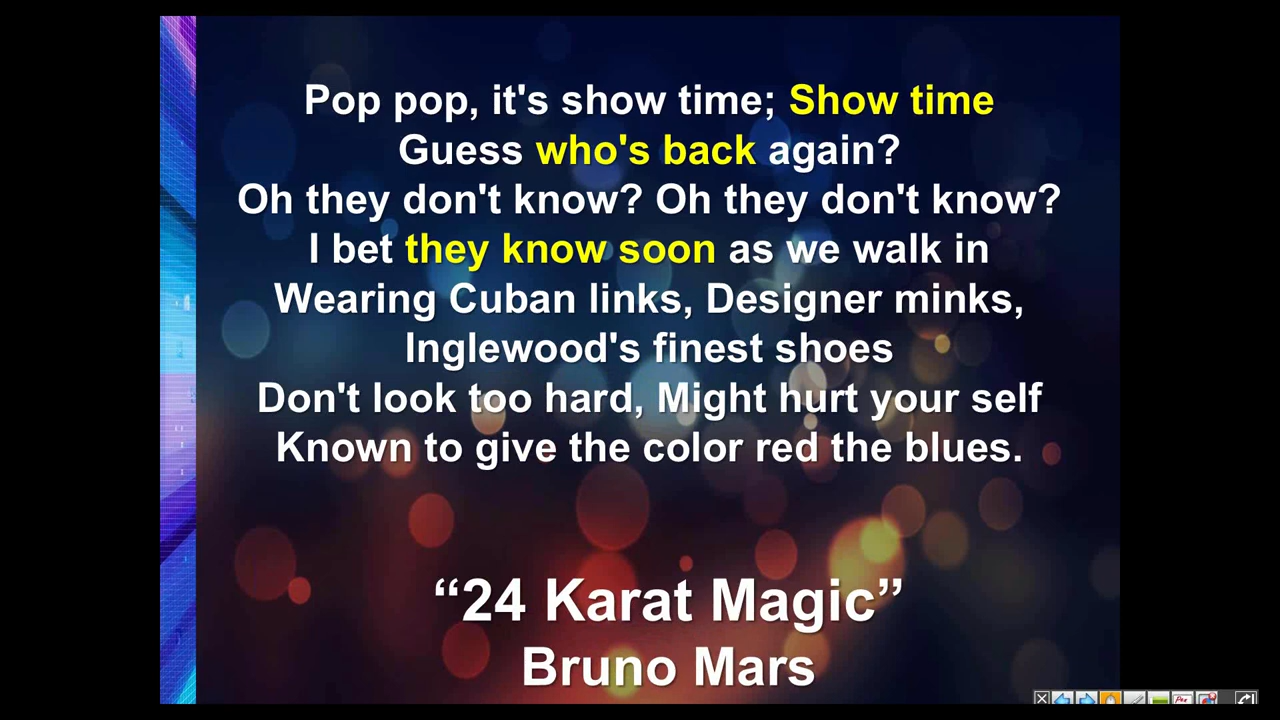 Pop pop, it's show time; Show time
Guess who's back again?
Oh they don't know? Oh they don't know?
I bet they know soon as we walk in
Wearing Cuban links, Designer minks,
Inglewood's finest shoes
Don't look too hard, Might hurt your self
Known to give the color red the blues.
“24 Karat Magic”
Bruno Mars